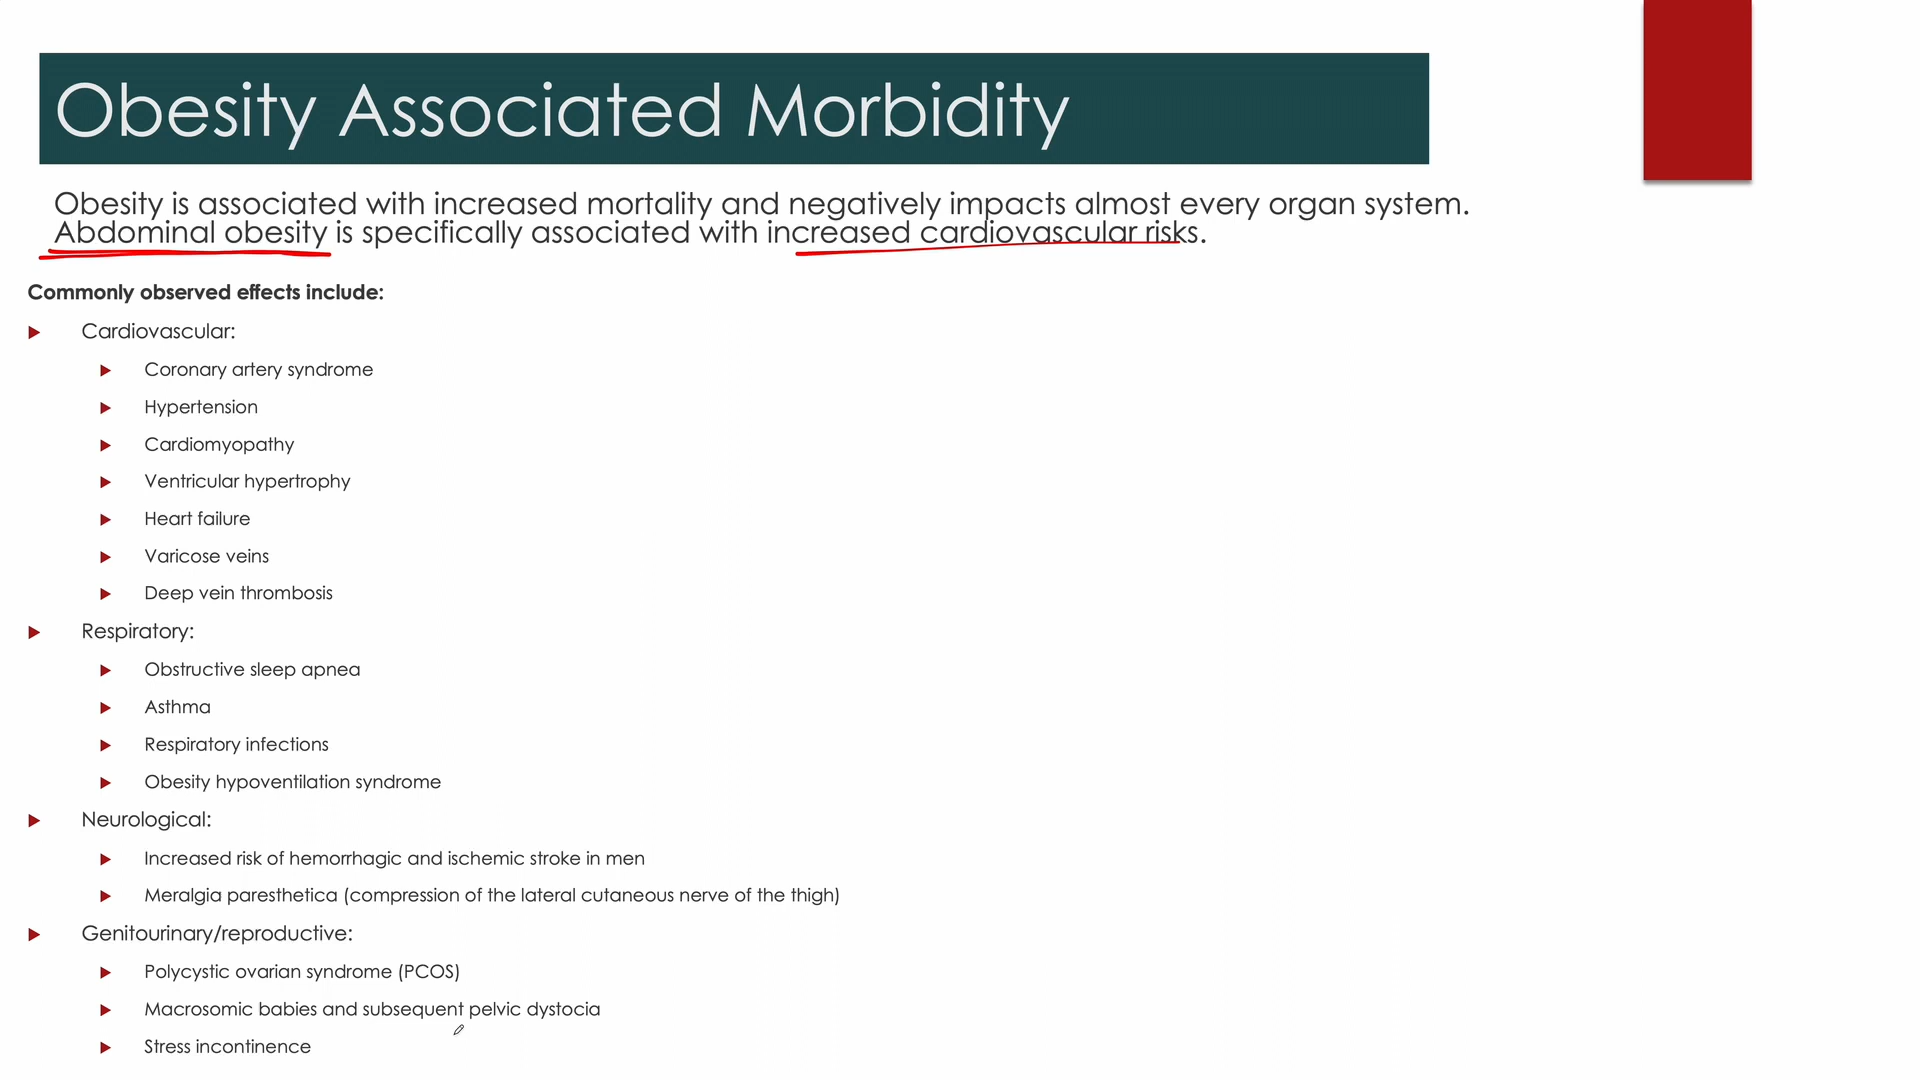 Obesity Associated Morbidity
Obesity is associated with increased mortality and negatively impacts almost every organ system.
Abdominal obesity is specifically associated with increased cardiovascular risks.
Commonly observed effects include:
Cardiovascular:
Coronary artery syndrome
Hypertension
Cardiomyopathy
Ventricular hypertrophy
Heart failure
Varicose veins
Deep vein thrombosis
Respiratory:
Obstructive sleep apnea
Asthma
Respiratory infections
Obesity hypoventilation syndrome
Neurological:
Increased risk of hemorrhagic and ischemic stroke in men
Meralgia paresthetica (compression of the lateral cutaneous nerve of the thigh)
Genitourinary/reproductive:
Polycystic ovarian syndrome (PCOS)
Macrosomic babies and subsequent pelvic dystocia
Stress incontinence